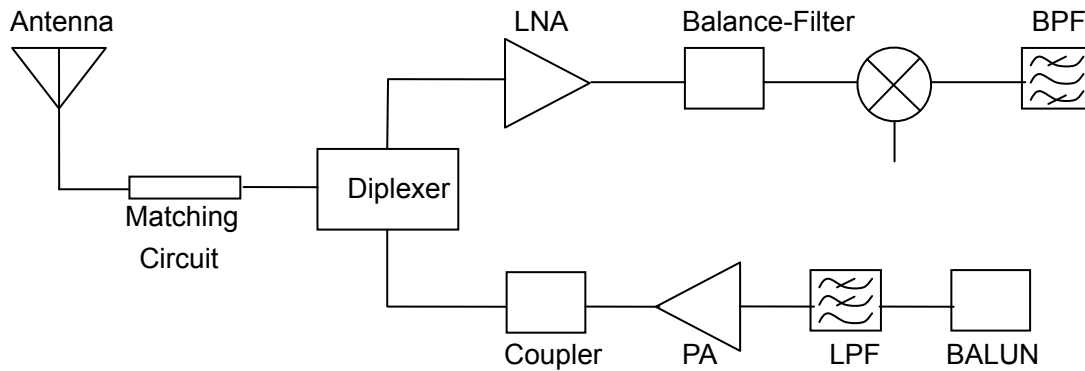 Antenna
LNA
Balance-Filter
BPF
Diplexer
Matching
Circuit
Coupler
PA
LPF
BALUN